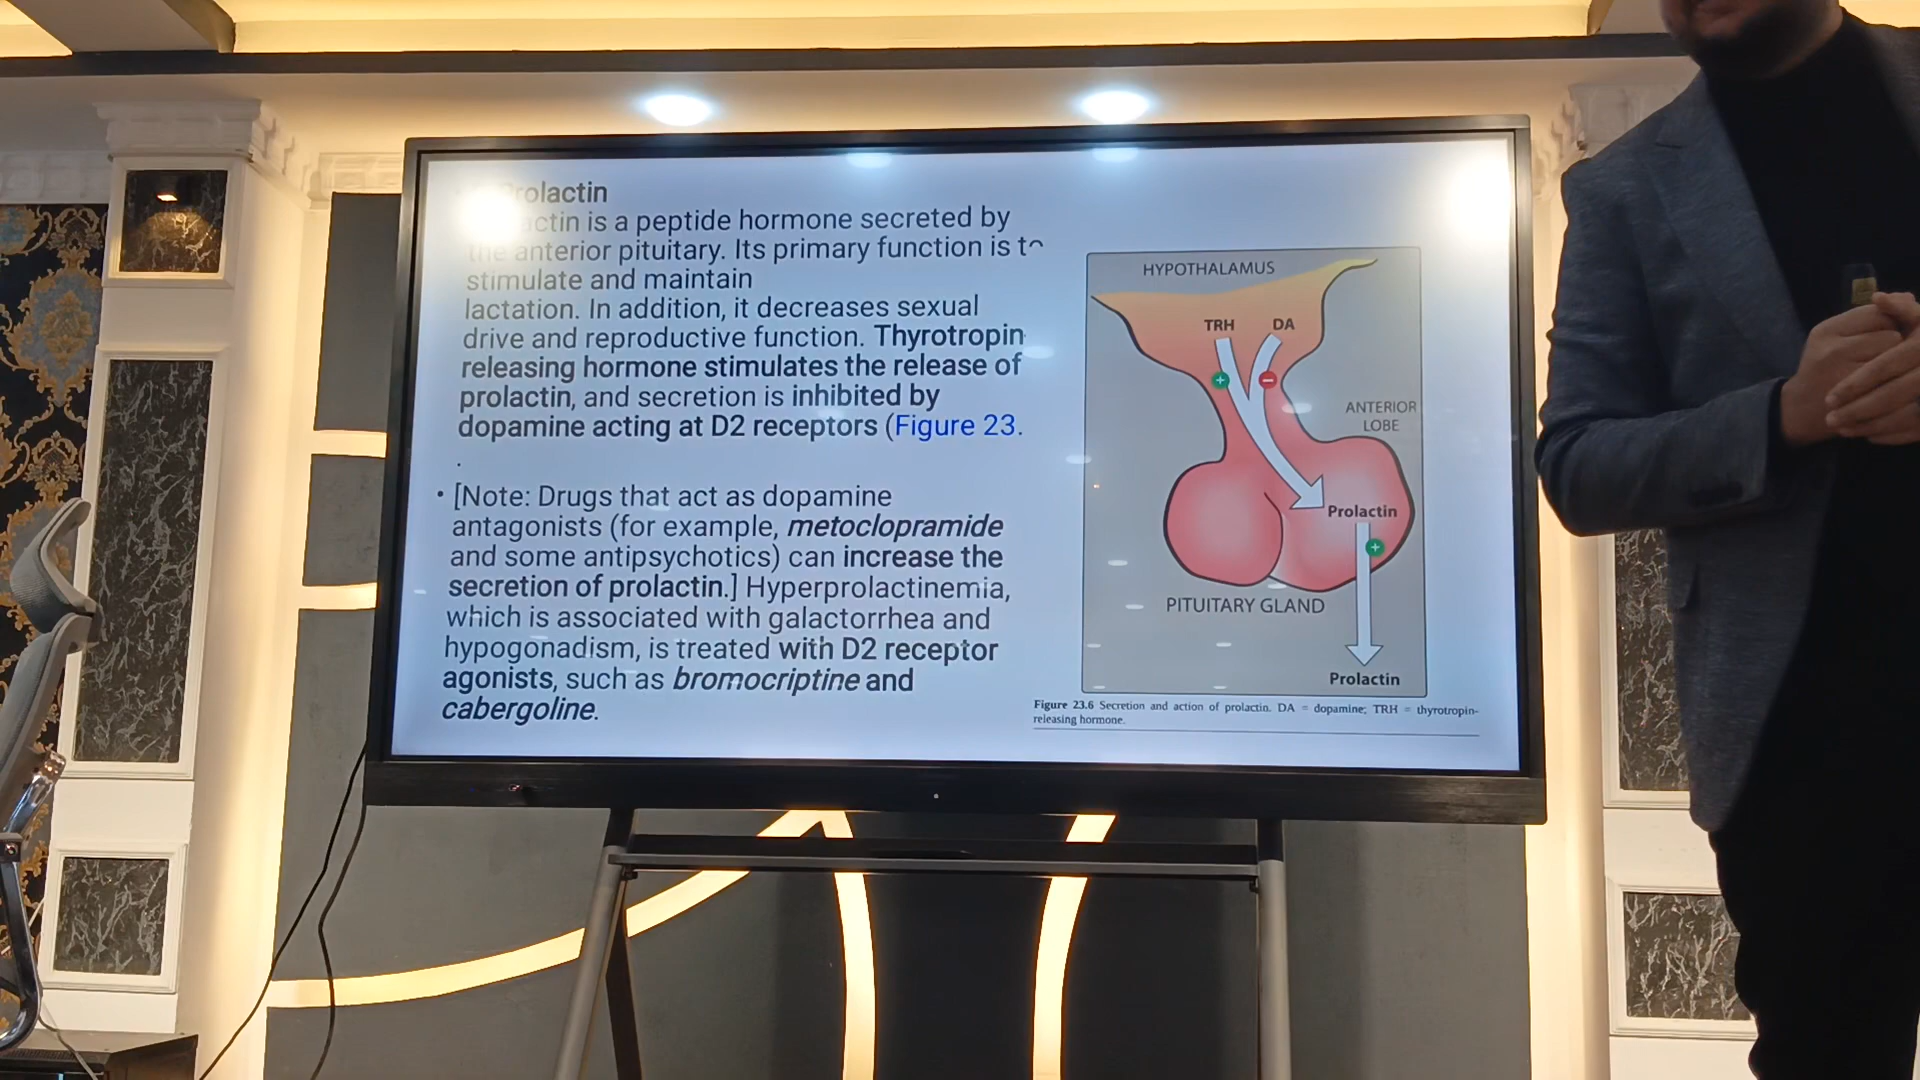 rolactin
actin is a peptide hormone secreted by
the anterior pituitary. Its primary function is to
stimulate and maintain
lactation. In addition, it decreases sexual
drive and reproductive function. Thyrotropin
releasing hormone stimulates the release of
prolactin, and secretion is inhibited by
dopamine acting at D2 receptors (Figure 23.
.
• [Note: Drugs that act as dopamine
antagonists (for example, metoclopramide
and some antipsychotics) can increase the
secretion of prolactin.] Hyperprolactinemia,
which is associated with galactorrhea and
hypogonadism, is treated with D2 receptor
agonists, such as bromocriptine and
cabergoline.
HYPOTHALAMUS
TRH DA
+ −
ANTERIOR
LOBE
Prolactin
+
PITUITARY GLAND
Prolactin
Figure 23.6 Secretion and action of prolactin. DA = dopamine; TRH = thyrotropin-
releasing hormone.